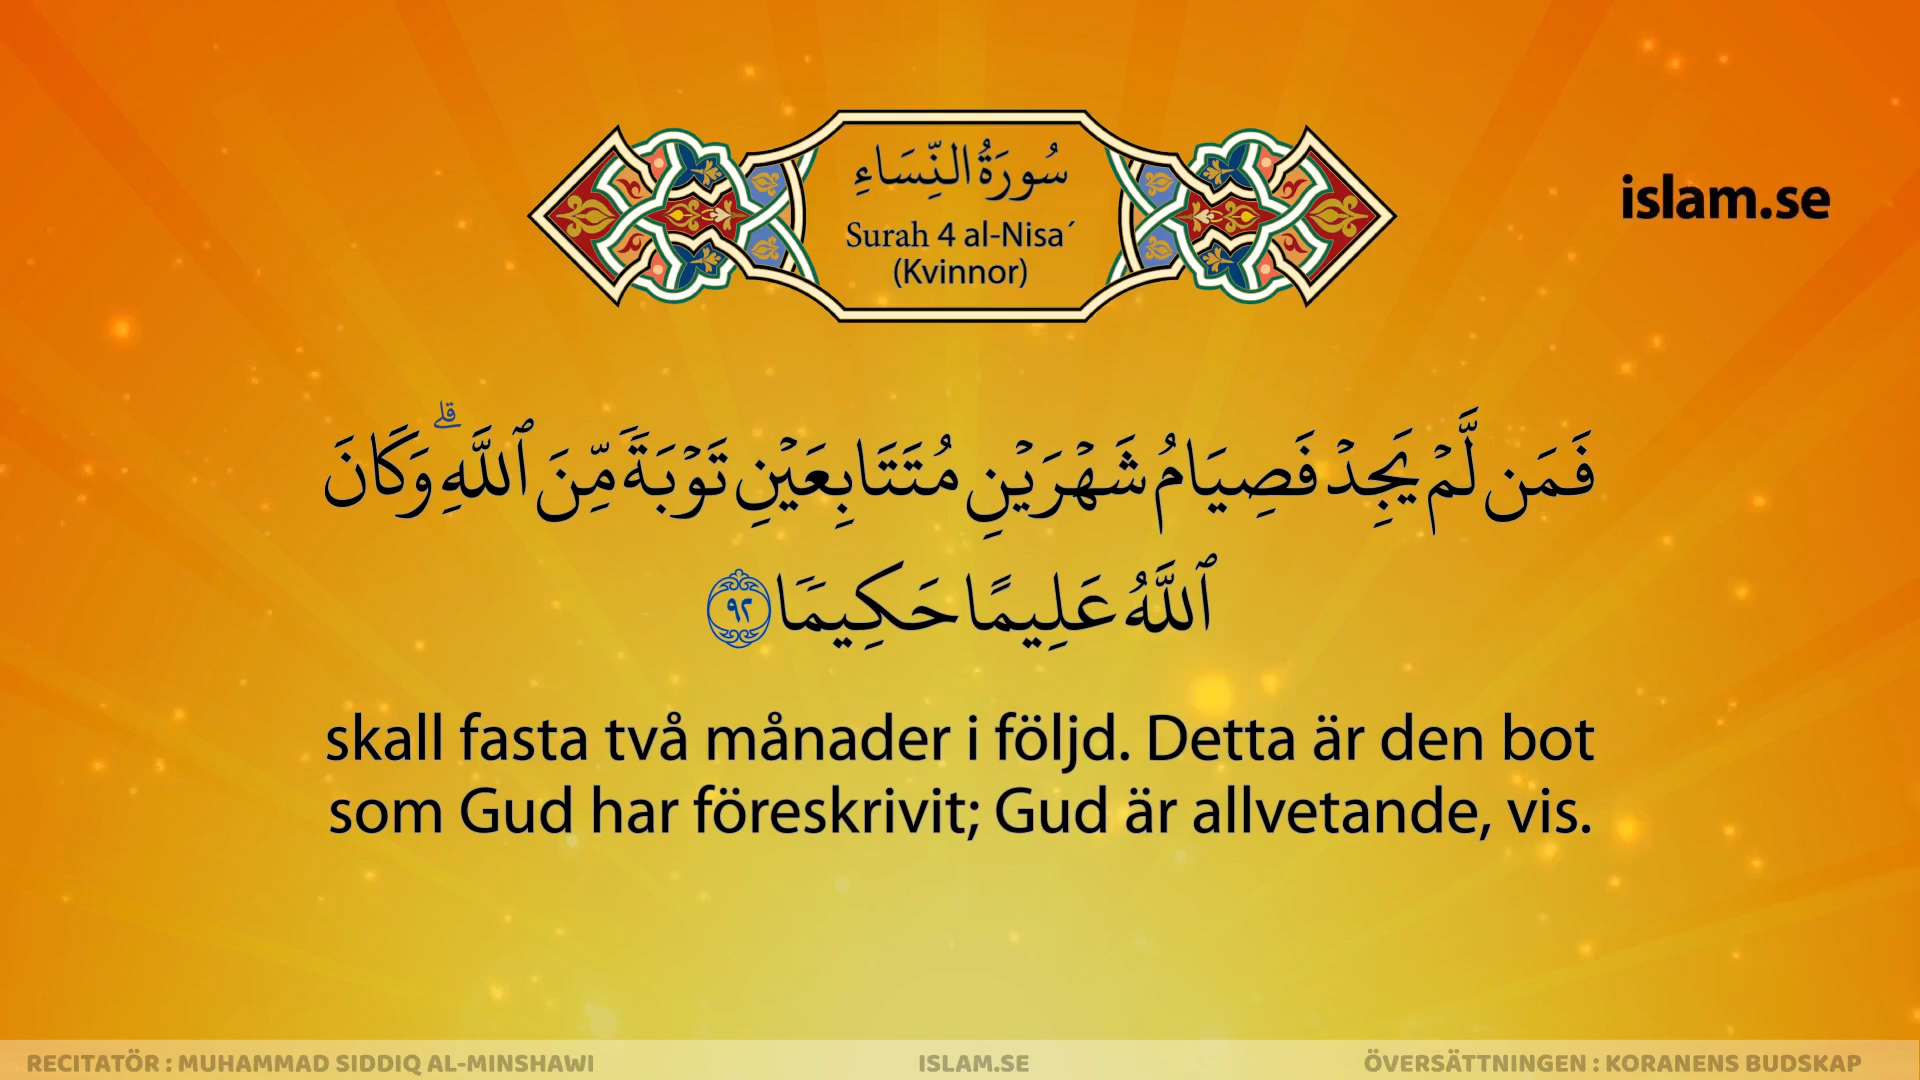 سُورَةُ النِّسَاءِ
Surah 4 al-Nisa´
(Kvinnor)
islam.se
فَمَن لَّمْ يَجِدْ فَصِيَامُ شَهْرَيْنِ مُتَتَابِعَيْنِ تَوْبَةً مِّنَ ٱللَّهِ ۗ وَكَانَ
ٱللَّهُ عَلِيمًا حَكِيمًا ٩٢
skall fasta två månader i följd. Detta är den bot
som Gud har föreskrivit; Gud är allvetande, vis.
RECITATÖR : MUHAMMAD SIDDIQ AL-MINSHAWI
ISLAM.SE
ÖVERSÄTTNINGEN : KORANENS BUDSKAP